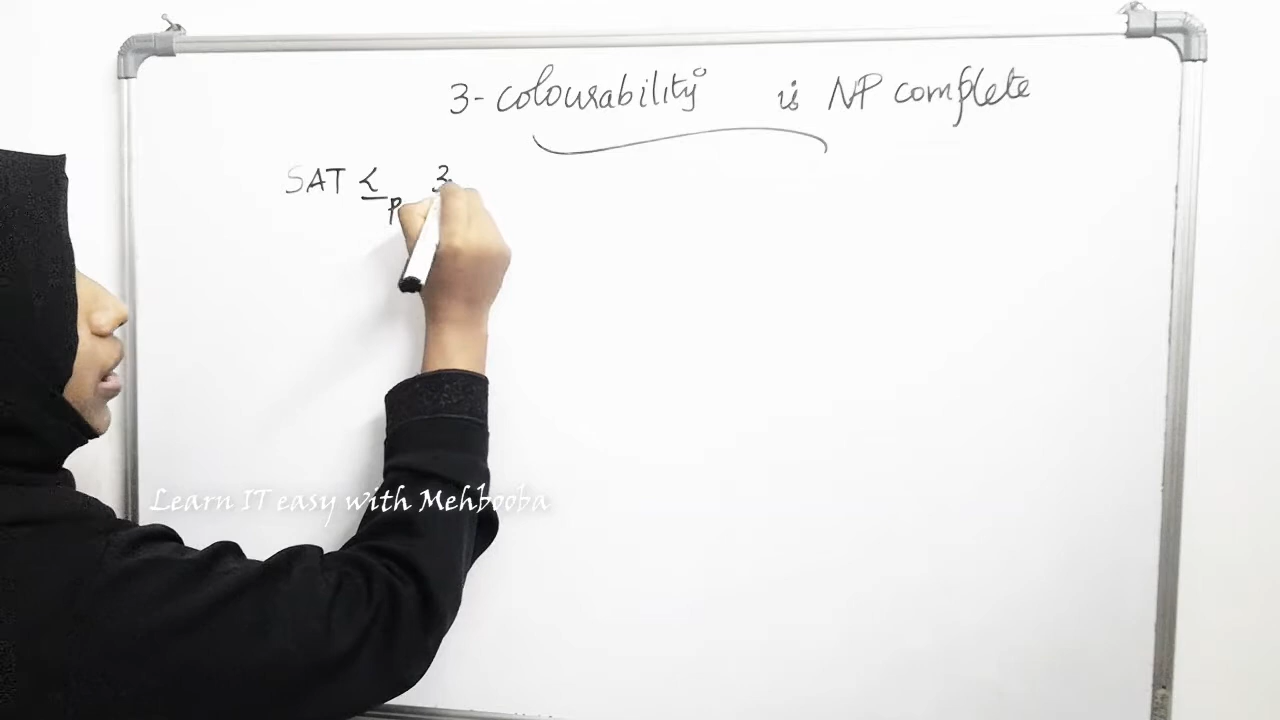 3-colourability is NP complete
SAT ≤p 3
Learn IT easy with Mehbooba